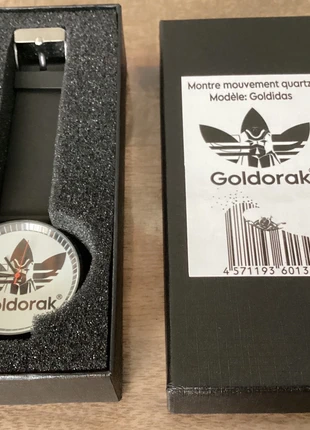 Montre mouvement quartz
Modèle: Goldidas
Goldorak®
4 571193 6013
oldorak®